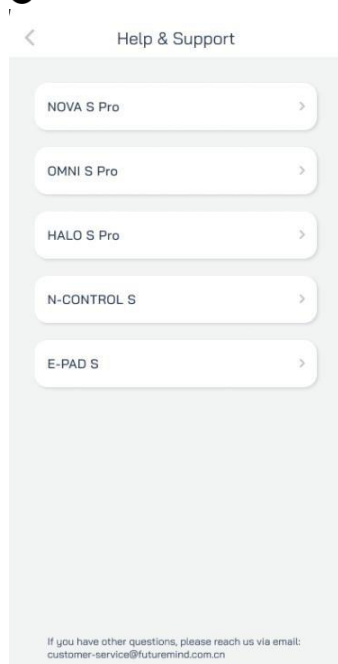 Help & Support
NOVA S Pro
OMNI S Pro
HALO S Pro
N-CONTROL S
E-PAD S
If you have other questions, please reach us via email:
customer-service@futuremind.com.cn